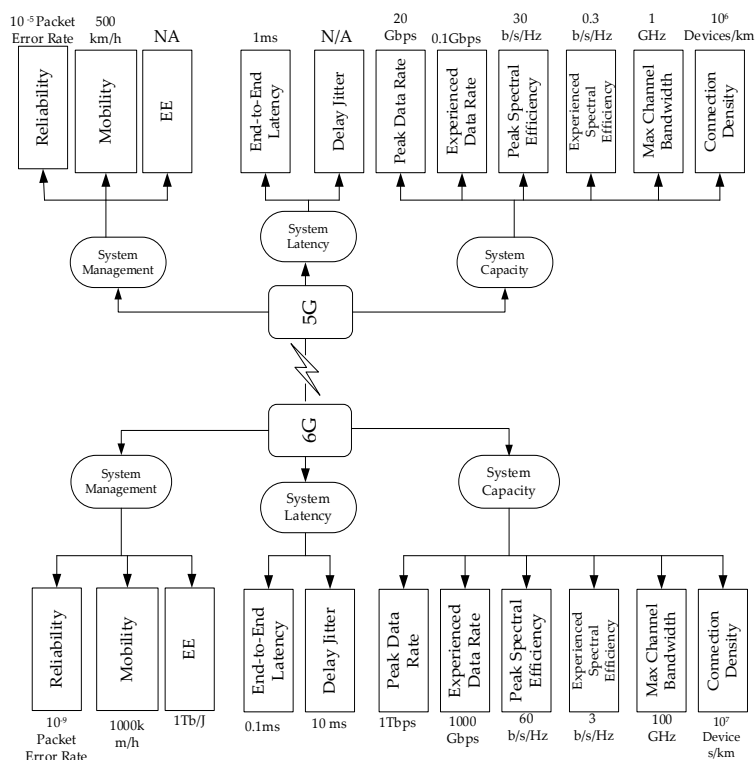 10⁻⁵ Packet
Error Rate
500
km/h
NA
1ms
N/A
20
Gbps
0.1Gbps
30
b/s/Hz
0.3
b/s/Hz
1
GHz
10⁶
Devices/km
Reliability
Mobility
EE
End-to-End
Latency
Delay Jitter
Peak Data Rate
Experienced
Data Rate
Peak Spectral
Efficiency
Experienced
Spectral
Efficiency
Max Channel
Bandwidth
Connection
Density
System
Management
System
Latency
System
Capacity
5G
6G
System
Management
System
Latency
System
Capacity
Reliability
Mobility
EE
End-to-End
Latency
Delay Jitter
Peak Data
Rate
Experienced
Data Rate
Peak Spectral
Efficiency
Experienced
Spectral
Efficiency
Max Channel
Bandwidth
Connection
Density
10⁻⁹
Packet
Error Rate
1000k
m/h
1Tb/J
0.1ms
10 ms
1Tbps
1000
Gbps
60
b/s/Hz
3
b/s/Hz
100
GHz
10⁷
Device
s/km